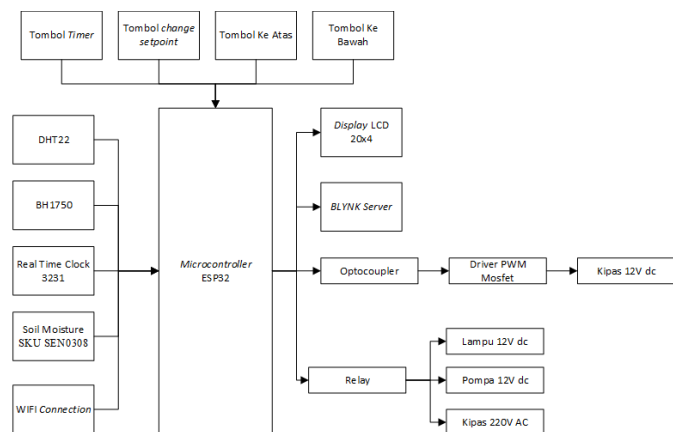 Tombol Timer
Tombol change
setpoint
Tombol Ke Atas
Tombol Ke
Bawah
DHT22
BH1750
Real Time Clock
3231
Soil Moisture
SKU SEN0308
WIFI Connection
Microcontroller
ESP32
Display LCD
20x4
BLYNK Server
Optocoupler
Driver PWM
Mosfet
Kipas 12V dc
Relay
Lampu 12V dc
Pompa 12V dc
Kipas 220V AC